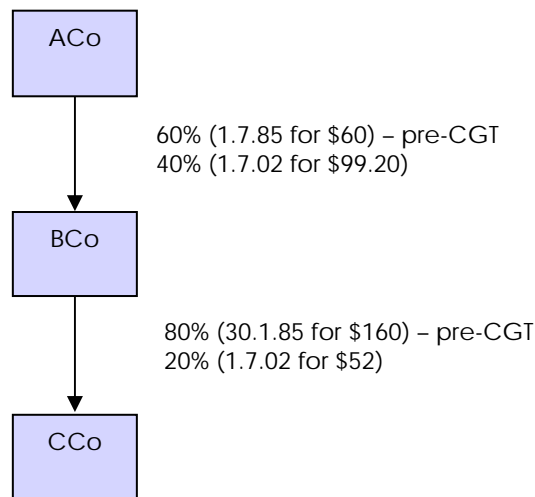 ACo
60% (1.7.85 for $60) – pre-CGT
40% (1.7.02 for $99.20)
BCo
80% (30.1.85 for $160) – pre-CGT
20% (1.7.02 for $52)
CCo